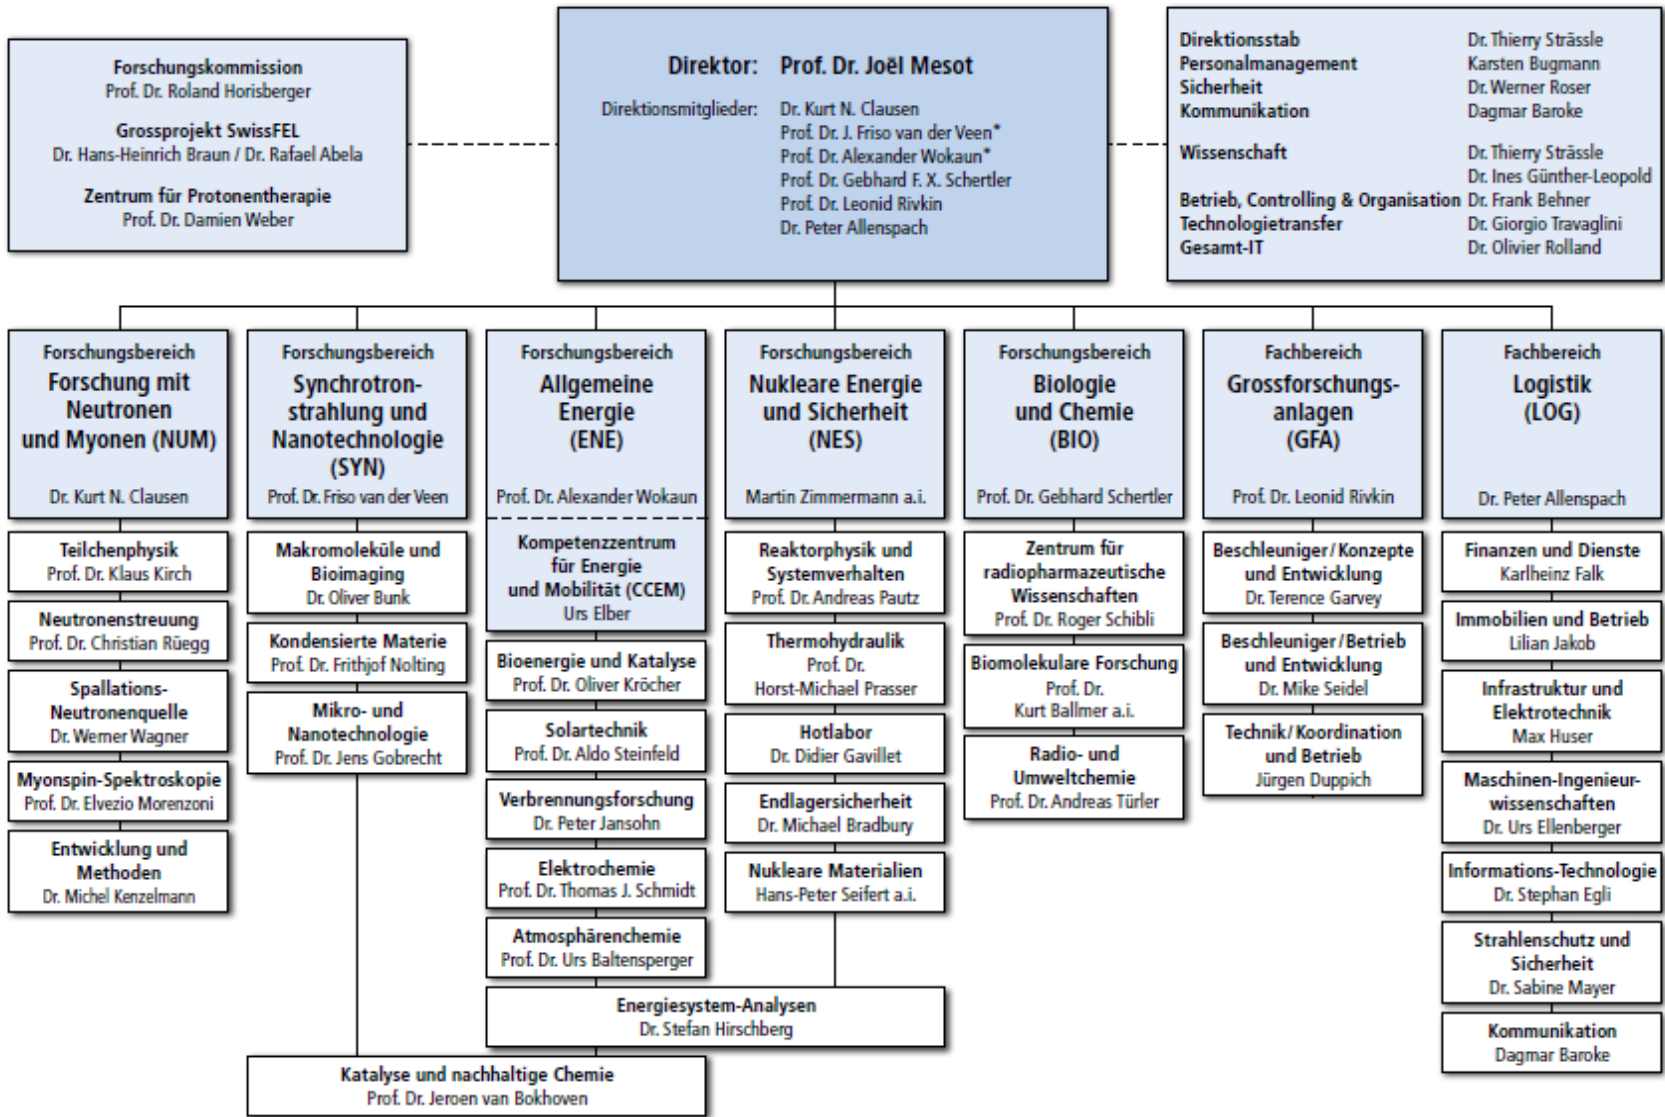 Forschungskommission
Prof. Dr. Roland Horisberger
Grossprojekt SwissFEL
Dr. Hans-Heinrich Braun / Dr. Rafael Abela
Zentrum für Protonentherapie
Prof. Dr. Damien Weber
Direktor: Prof. Dr. Joël Mesot
Direktionsmitglieder: Dr. Kurt N. Clausen
Prof. Dr. J. Friso van der Veen*
Prof. Dr. Alexander Wokaun*
Prof. Dr. Gebhard F. X. Schertler
Prof. Dr. Leonid Rivkin
Dr. Peter Allenspach
Direktionsstab Dr. Thierry Strässle
Personalmanagement Karsten Bugmann
Sicherheit Dr. Werner Roser
Kommunikation Dagmar Baroke
Wissenschaft Dr. Thierry Strässle
Dr. Ines Günther-Leopold
Betrieb, Controlling & Organisation Dr. Frank Behner
Technologietransfer Dr. Giorgio Travaglini
Gesamt-IT Dr. Olivier Rolland
Forschungsbereich
Forschung mit
Neutronen
und Myonen (NUM)
Dr. Kurt N. Clausen
Teilchenphysik
Prof. Dr. Klaus Kirch
Neutronenstreuung
Prof. Dr. Christian Rüegg
Spallations-
Neutronenquelle
Dr. Werner Wagner
Myonspin-Spektroskopie
Prof. Dr. Elvezio Morenzoni
Entwicklung und
Methoden
Dr. Michel Kenzelmann
Forschungsbereich
Synchrotron-
strahlung und
Nanotechnologie
(SYN)
Prof. Dr. Friso van der Veen
Makromoleküle und
Bioimaging
Dr. Oliver Bunk
Kondensierte Materie
Prof. Dr. Frithjof Nolting
Mikro- und
Nanotechnologie
Prof. Dr. Jens Gobrecht
Forschungsbereich
Allgemeine
Energie
(ENE)
Prof. Dr. Alexander Wokaun
Kompetenzzentrum
für Energie
und Mobilität (CCEM)
Urs Elber
Bioenergie und Katalyse
Prof. Dr. Oliver Kröcher
Solartechnik
Prof. Dr. Aldo Steinfeld
Verbrennungsforschung
Dr. Peter Jansohn
Elektrochemie
Prof. Dr. Thomas J. Schmidt
Atmosphärenchemie
Prof. Dr. Urs Baltensperger
Forschungsbereich
Nukleare Energie
und Sicherheit
(NES)
Martin Zimmermann a.i.
Reaktorphysik und
Systemverhalten
Prof. Dr. Andreas Pautz
Thermohydraulik
Prof. Dr.
Horst-Michael Prasser
Hotlabor
Dr. Didier Gavillet
Endlagersicherheit
Dr. Michael Bradbury
Nukleare Materialien
Hans-Peter Seifert a.i.
Energiesystem-Analysen
Dr. Stefan Hirschberg
Katalyse und nachhaltige Chemie
Prof. Dr. Jeroen van Bokhoven
Forschungsbereich
Biologie
und Chemie
(BIO)
Prof. Dr. Gebhard Schertler
Zentrum für
radiopharmazeutische
Wissenschaften
Prof. Dr. Roger Schibli
Biomolekulare Forschung
Prof. Dr.
Kurt Ballmer a.i.
Radio- und
Umweltchemie
Prof. Dr. Andreas Türler
Fachbereich
Grossforschungs-
anlagen
(GFA)
Prof. Dr. Leonid Rivkin
Beschleuniger/Konzepte
und Entwicklung
Dr. Terence Garvey
Beschleuniger/Betrieb
und Entwicklung
Dr. Mike Seidel
Technik/Koordination
und Betrieb
Jürgen Duppich
Fachbereich
Logistik
(LOG)
Dr. Peter Allenspach
Finanzen und Dienste
Karlheinz Falk
Immobilien und Betrieb
Lilian Jakob
Infrastruktur und
Elektrotechnik
Max Huser
Maschinen-Ingenieur-
wissenschaften
Dr. Urs Ellenberger
Informations-Technologie
Dr. Stephan Egli
Strahlenschutz und
Sicherheit
Dr. Sabine Mayer
Kommunikation
Dagmar Baroke